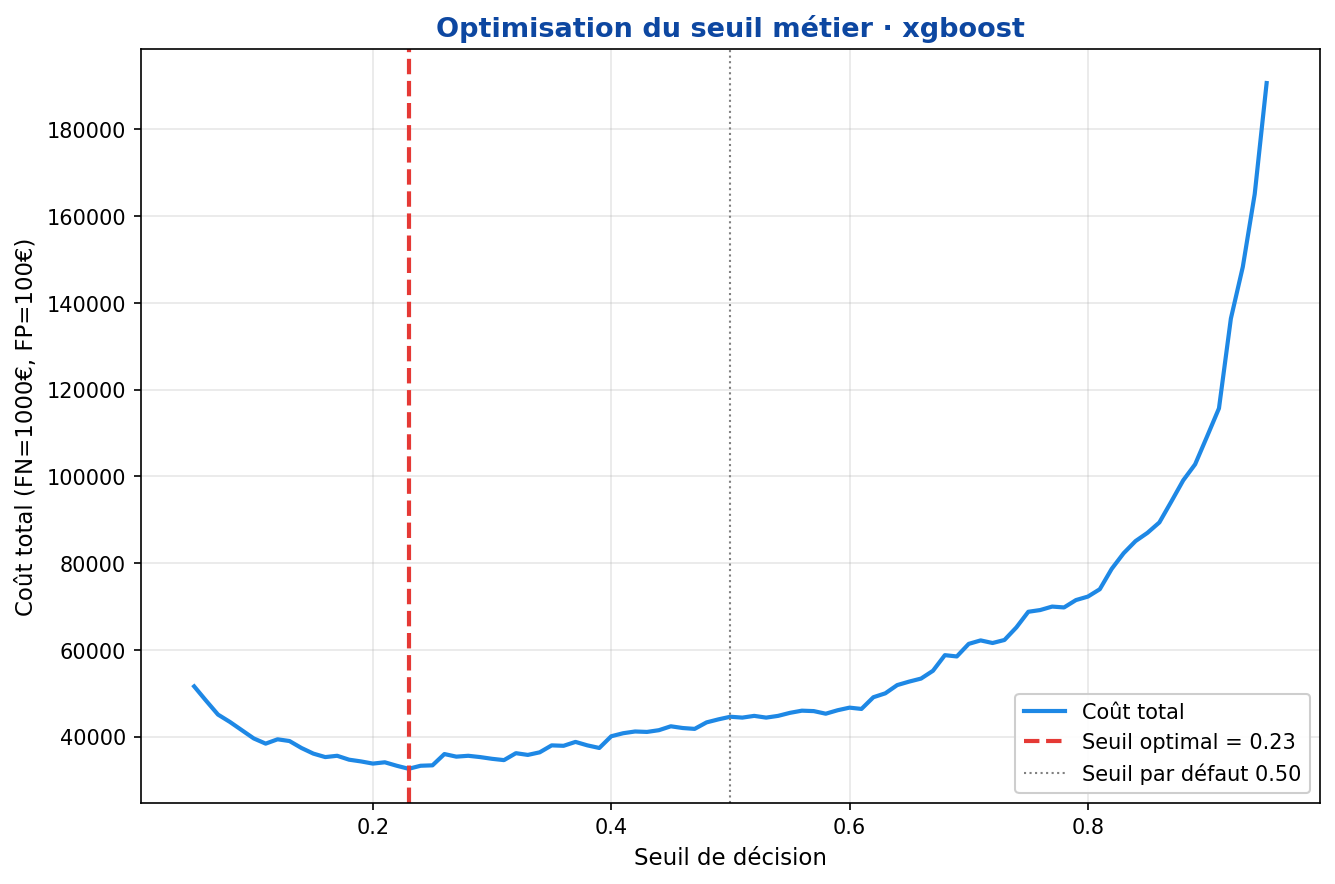 Optimisation du seuil métier · xgboost
Coût total (FN=1000€, FP=100€)
180000
160000
140000
120000
100000
80000
60000
40000
0.2
0.4
0.6
0.8
Seuil de décision
Coût total
Seuil optimal = 0.23
Seuil par défaut 0.50